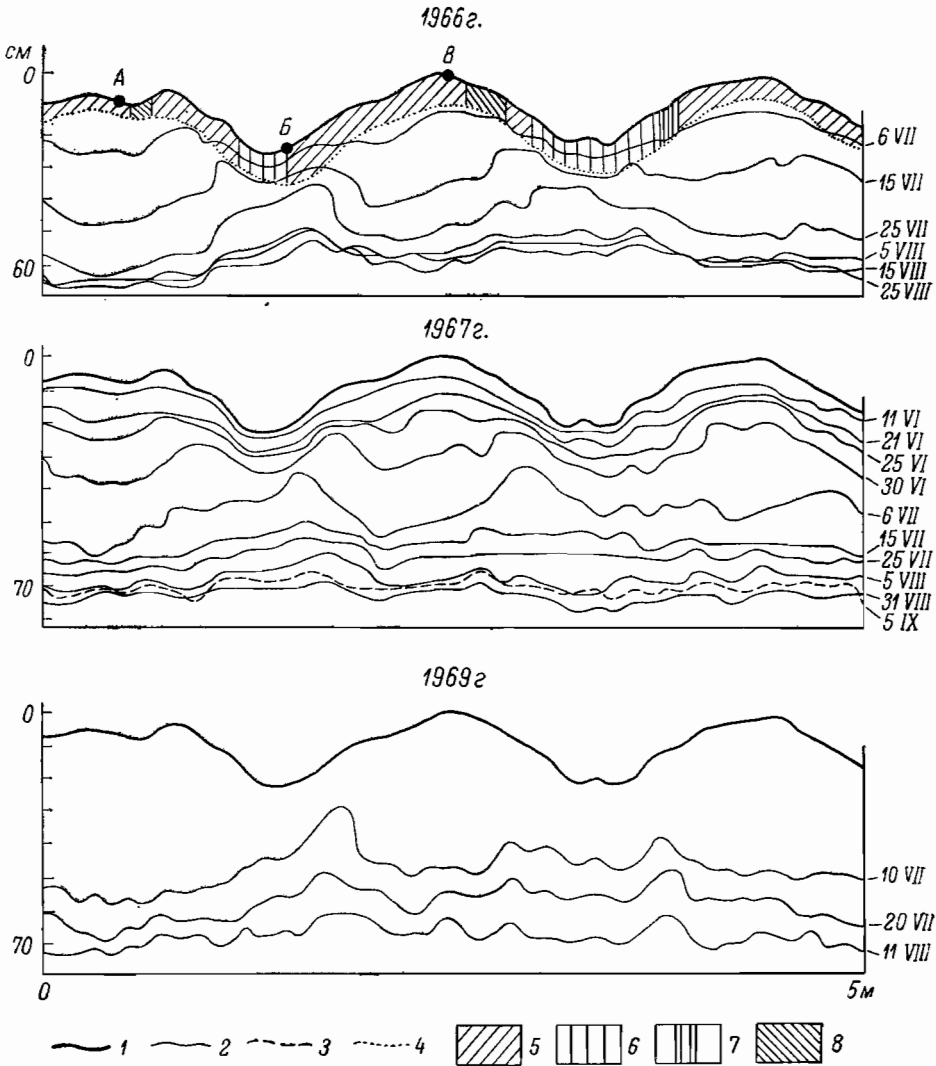 1966г.
см
0
А
Б
В
60
6 VII
15 VII
25 VII
5 VIII
15 VIII
25 VIII
1967г.
0
70
11 VI
21 VI
25 VI
30 VI
6 VII
15 VII
25 VII
5 VIII
31 VIII
5 IX
1969г
0
70
10 VII
20 VII
11 VIII
0
5м
1 2 3 4 5 6 7 8